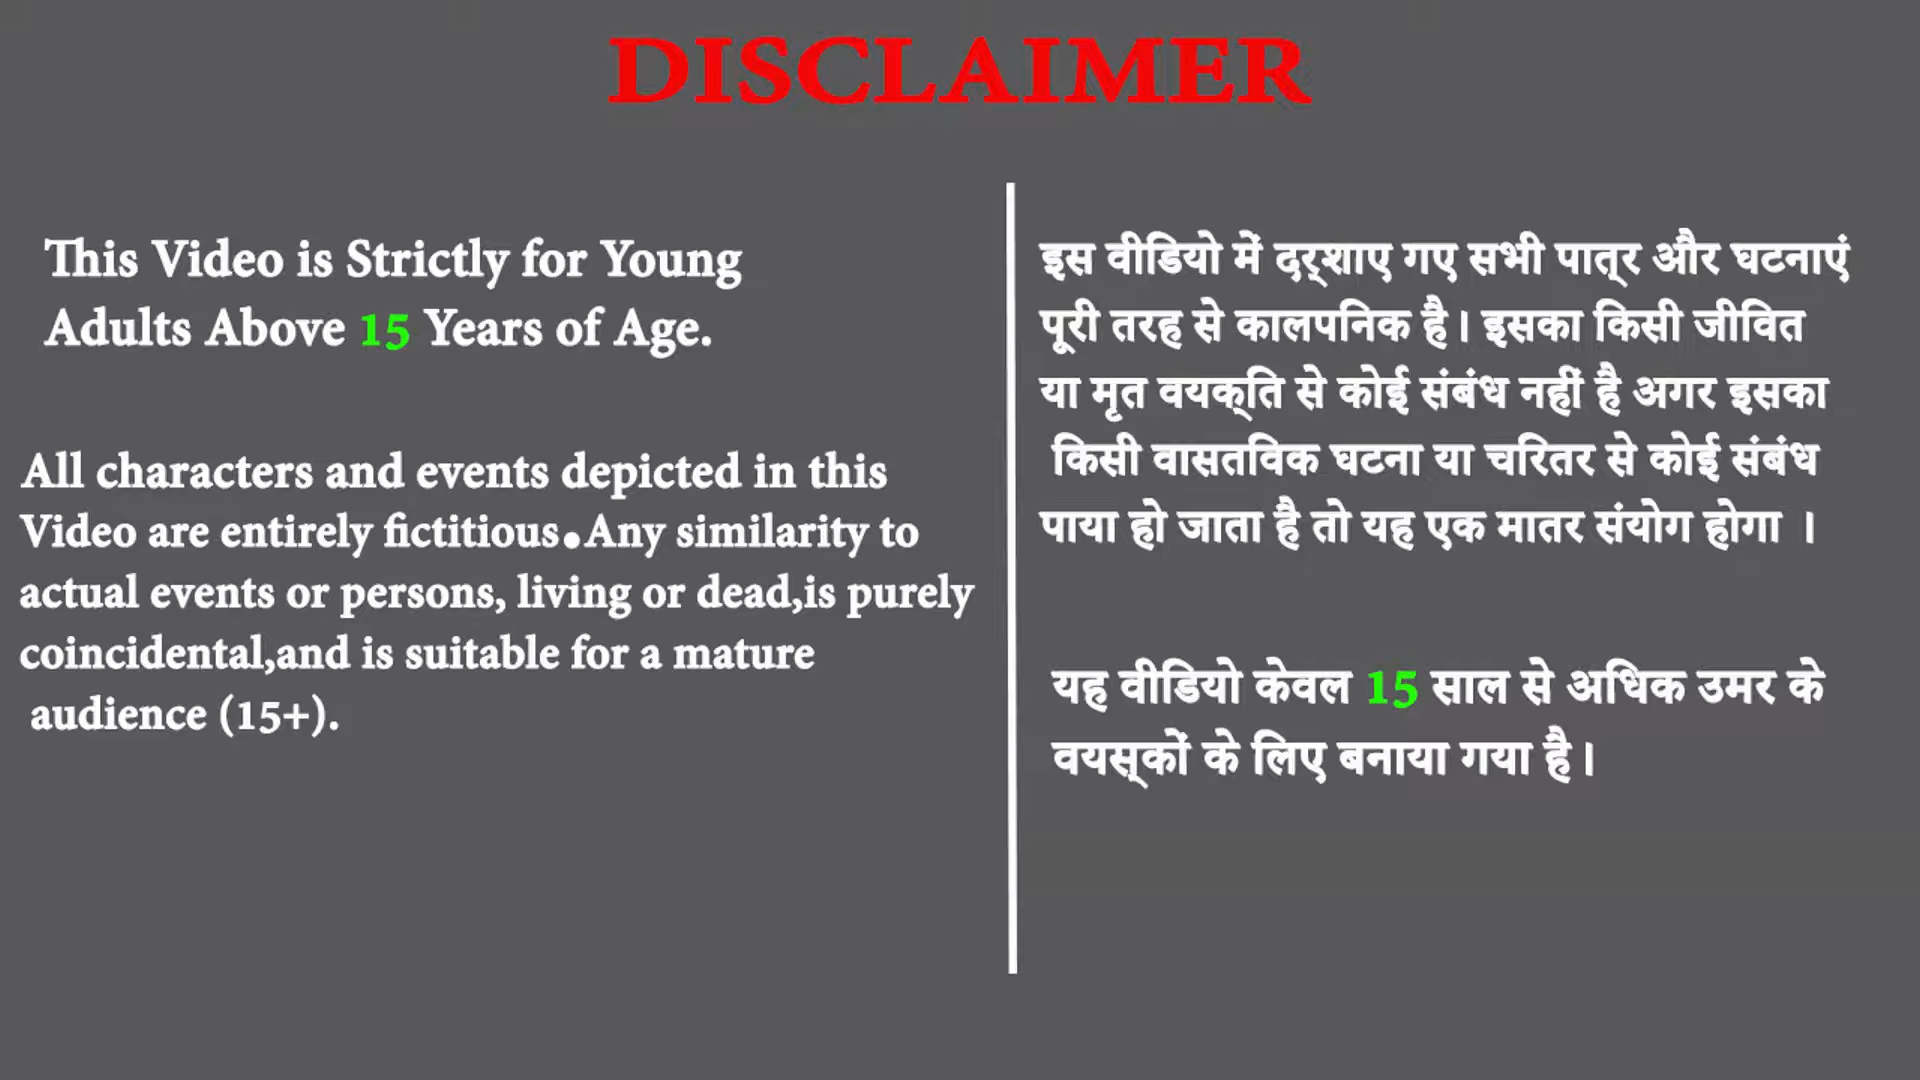 DISCLAIMER
This Video is Strictly for Young
Adults Above 15 Years of Age.
All characters and events depicted in this
Video are entirely fictitious.Any similarity to
actual events or persons, living or dead,is purely
coincidental,and is suitable for a mature
audience (15+).
इस वीडियो में दर्‌शाए गए सभी पात्‌र और घटनाएं
पूरी तरह से कालपनिक है। इसका किसी जीवित
या मृत वयक्‌ति से कोई संबंध नहीं है अगर इसका
किसी वासतविक घटना या चरितर से कोई संबंध
पाया हो जाता है तो यह एक मातर संयोग होगा ।
यह वीडियो केवल 15 साल से अधिक उमर के
वयस्‌कों के लिए बनाया गया है।